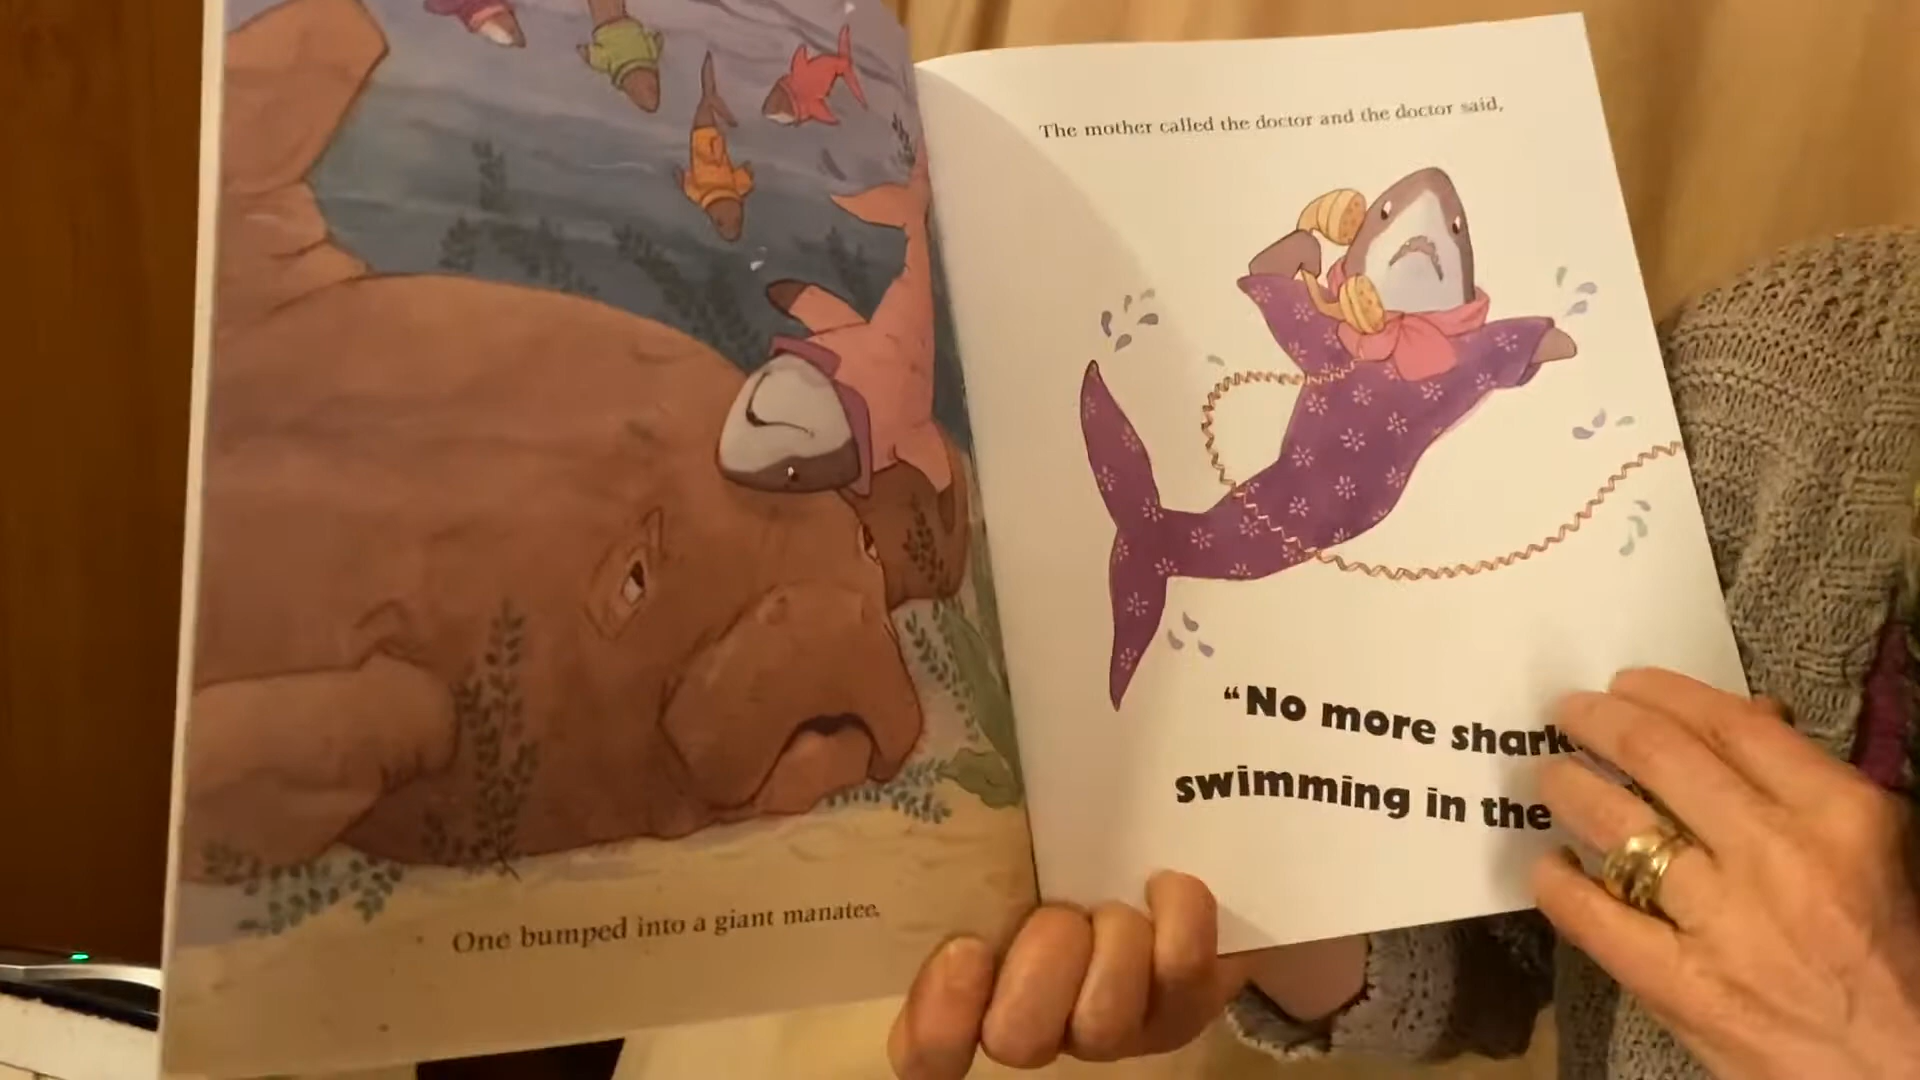 One bumped into a giant manatee.
The mother called the doctor and the doctor said,
“No more
swimming in the